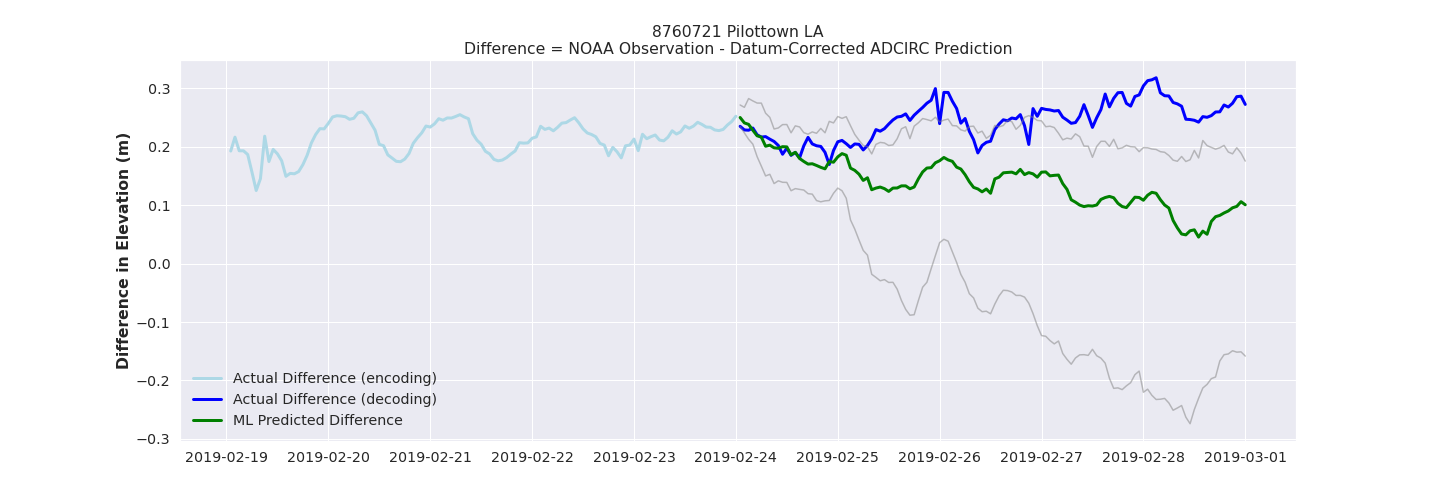 8760721 Pilottown LA
Difference = NOAA Observation - Datum-Corrected ADCIRC Prediction
Difference in Elevation (m)
0.3
0.2
0.1
0.0
−0.1
−0.2
−0.3
Actual Difference (encoding)
Actual Difference (decoding)
ML Predicted Difference
2019-02-19 2019-02-20 2019-02-21 2019-02-22 2019-02-23 2019-02-24 2019-02-25 2019-02-26 2019-02-27 2019-02-28 2019-03-01